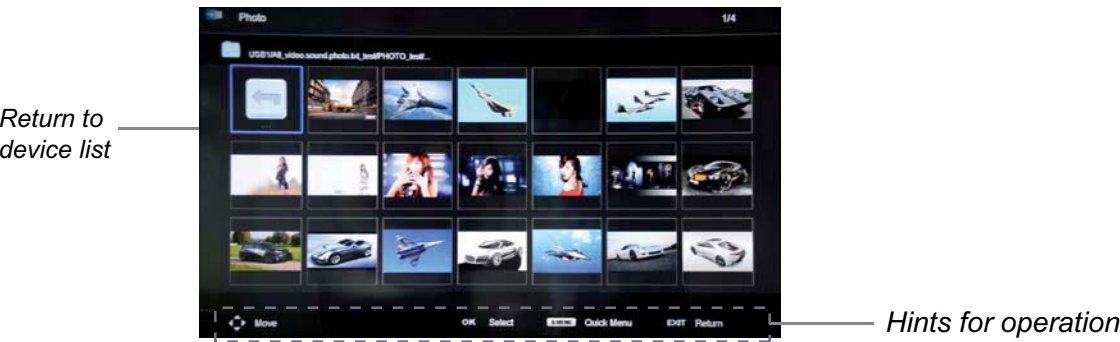 Photo 1/4
USB1/All_video.sound.photo.txt_test/PHOTO_test/...
Return to
device list
...
Move OK Select Q.MENU Quick Menu EXIT Return
Hints for operation